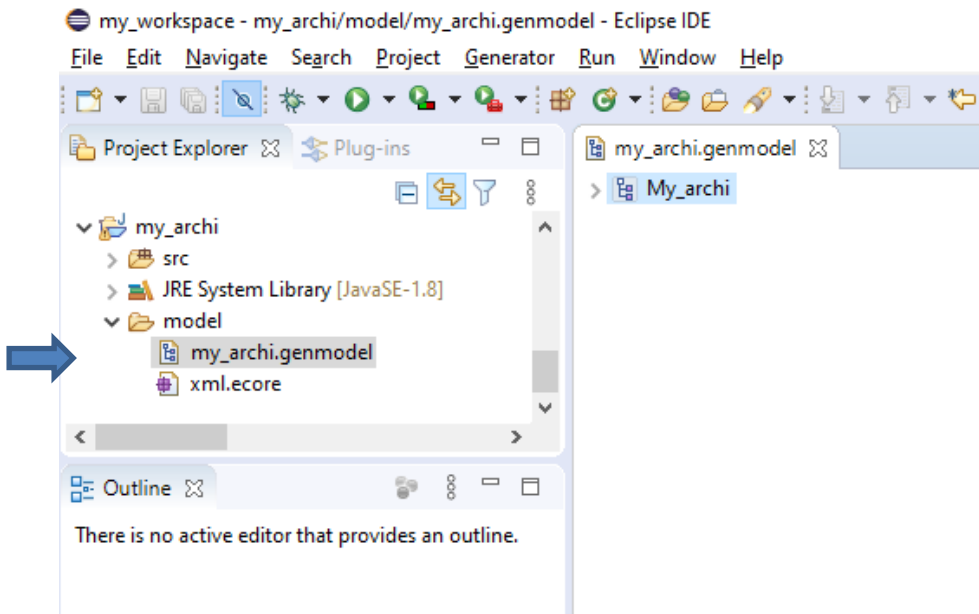 my_workspace - my_archi/model/my_archi.genmodel - Eclipse IDE
File Edit Navigate Search Project Generator Run Window Help
Project Explorer Plug-ins
my_archi.genmodel
My_archi
my_archi
src
JRE System Library [JavaSE-1.8]
model
my_archi.genmodel
xml.ecore
Outline
There is no active editor that provides an outline.